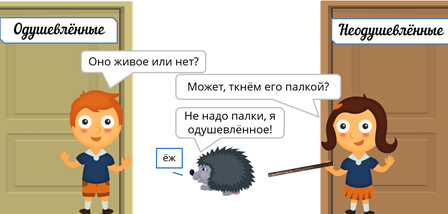 Одушевлённые
Неодушевлённые
Оно живое или нет?
Может, ткнём его палкой?
Не надо палки, я
одушевлённое!
ёж